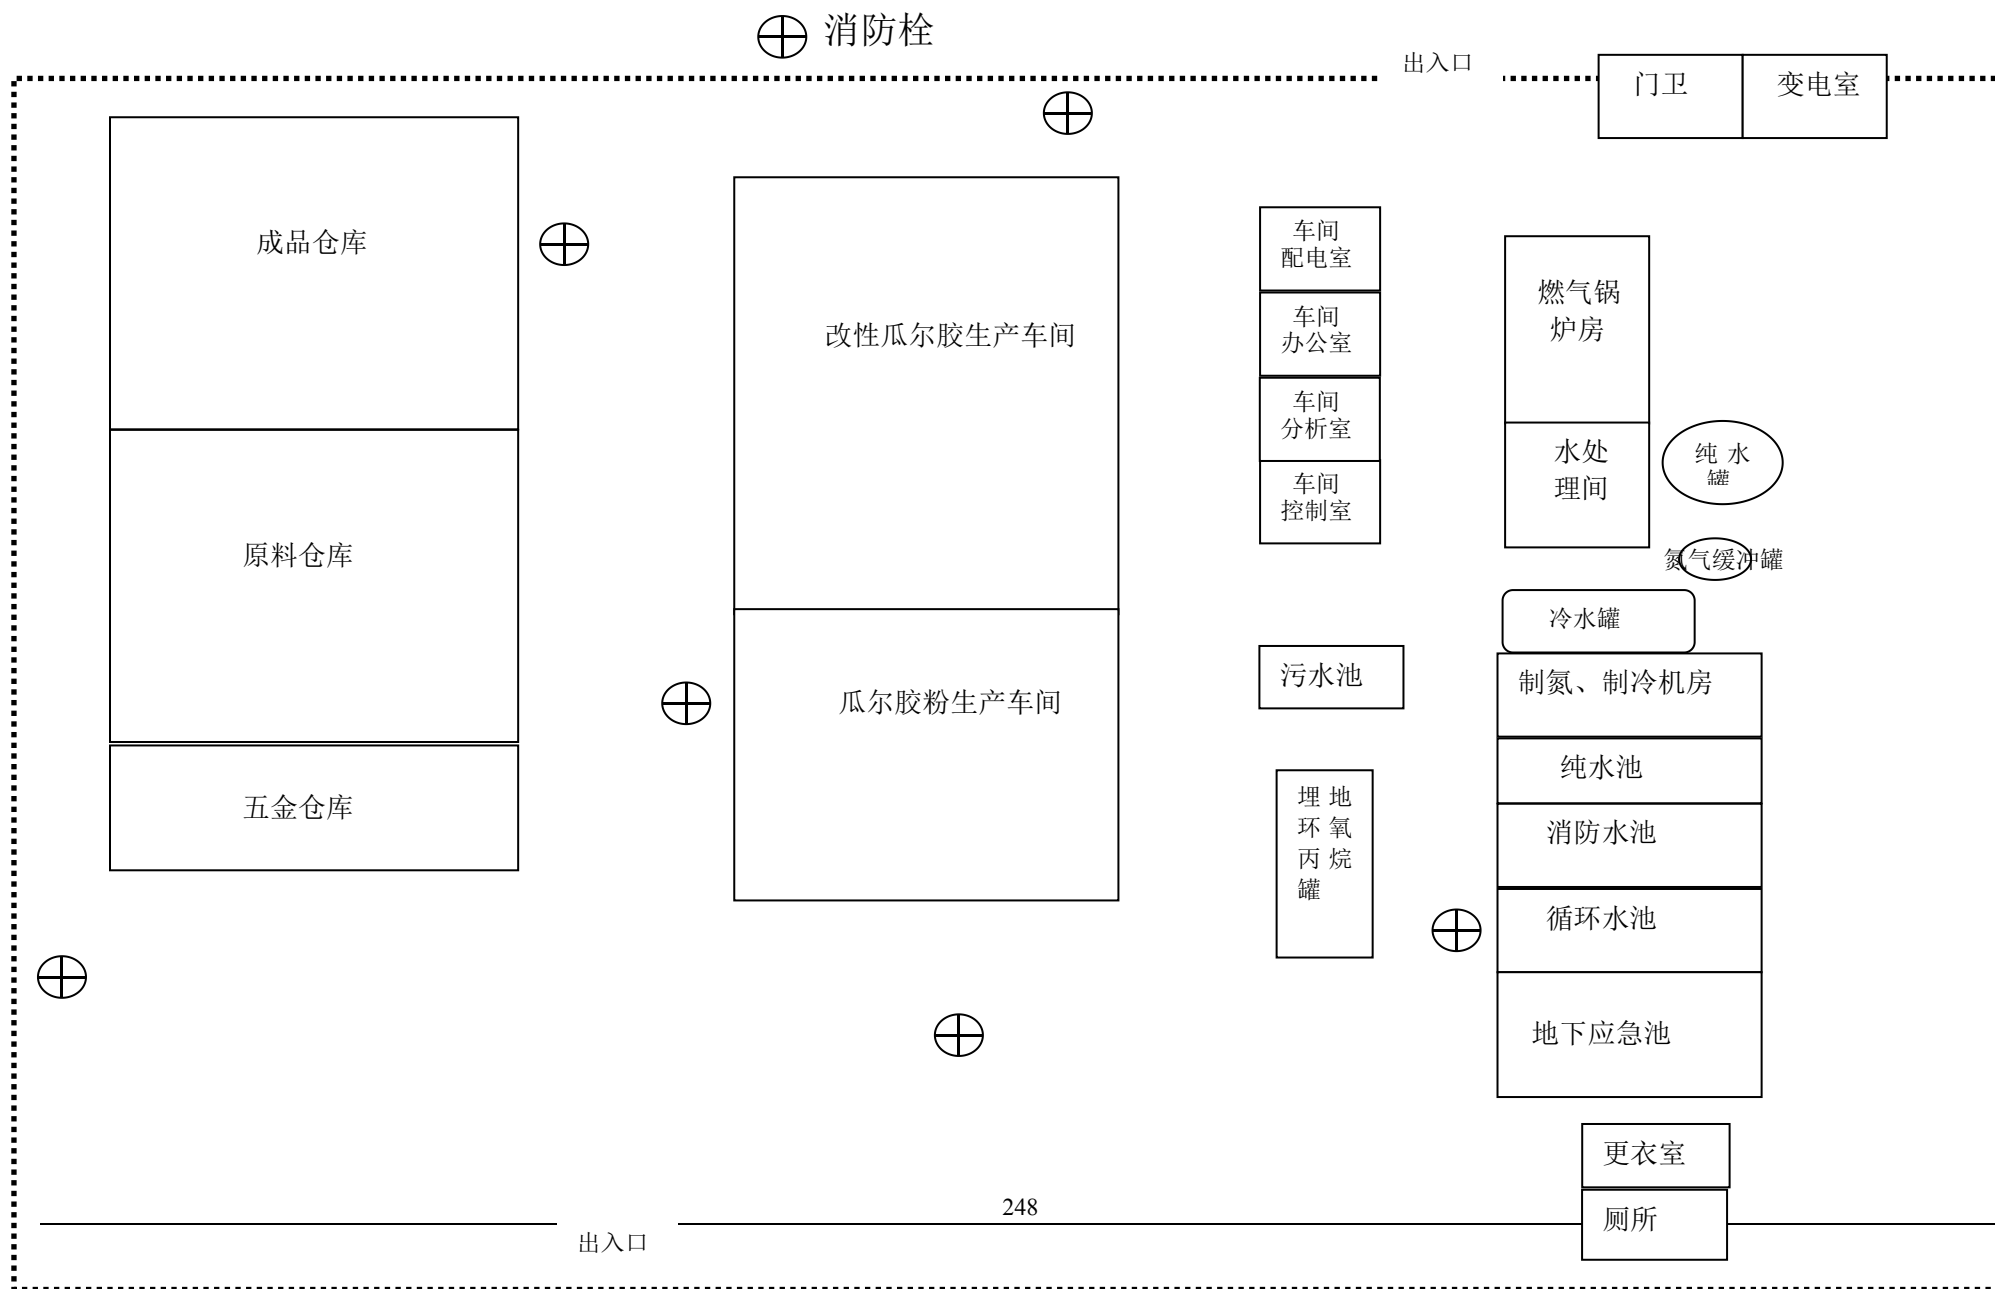 消防栓
出入口
门卫
变电室
成品仓库
原料仓库
五金仓库
改性瓜尔胶生产车间
瓜尔胶粉生产车间
车间
配电室
车间
办公室
车间
分析室
车间
控制室
污水池
埋 地
环 氧
丙 烷
罐
燃气锅
炉房
水处
理间
纯 水
罐
氮气缓冲罐
冷水罐
制氮、制冷机房
纯水池
消防水池
循环水池
地下应急池
更衣室
厕所
248
出入口